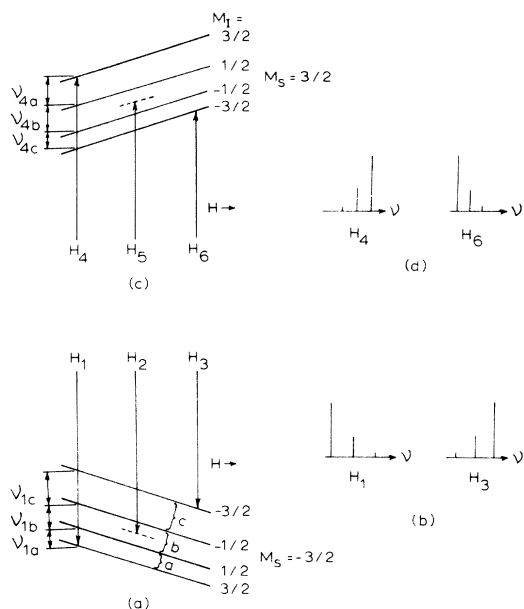 M_I =
3/2
1/2
-1/2
-3/2
M_S = 3/2
ν_4a
ν_4b
ν_4c
H →
H_4
H_5
H_6
(c)
ν
ν
H_4
H_6
(d)
H_1
H_2
H_3
H →
ν_1c
ν_1b
ν_1a
c
b
a
-3/2
-1/2
1/2
3/2
M_S = -3/2
(a)
ν
ν
H_1
H_3
(b)